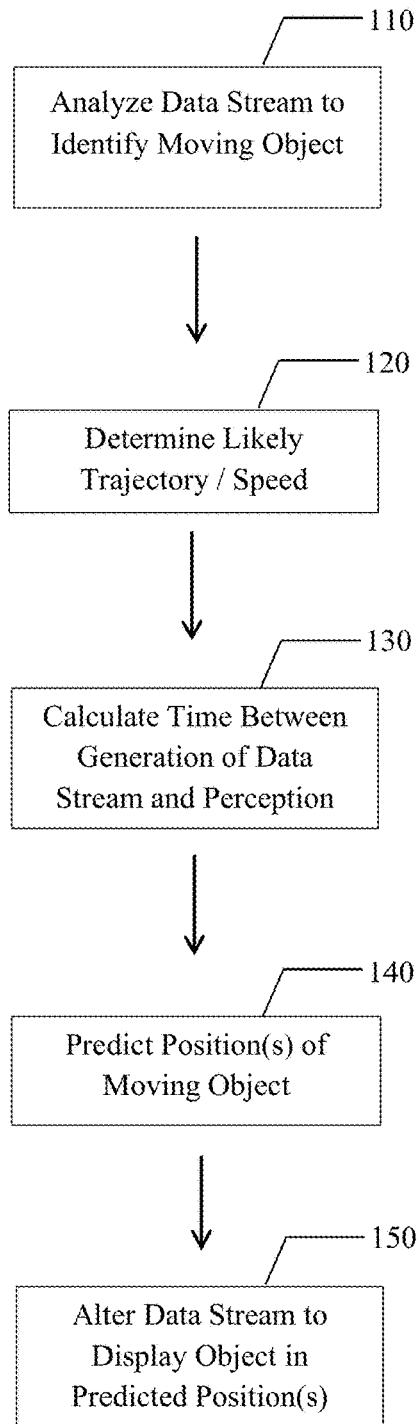 110
Analyze Data Stream to
Identify Moving Object
120
Determine Likely
Trajectory / Speed
130
Calculate Time Between
Generation of Data
Stream and Perception
140
Predict Position(s) of
Moving Object
150
Alter Data Stream to
Display Object in
Predicted Position(s)